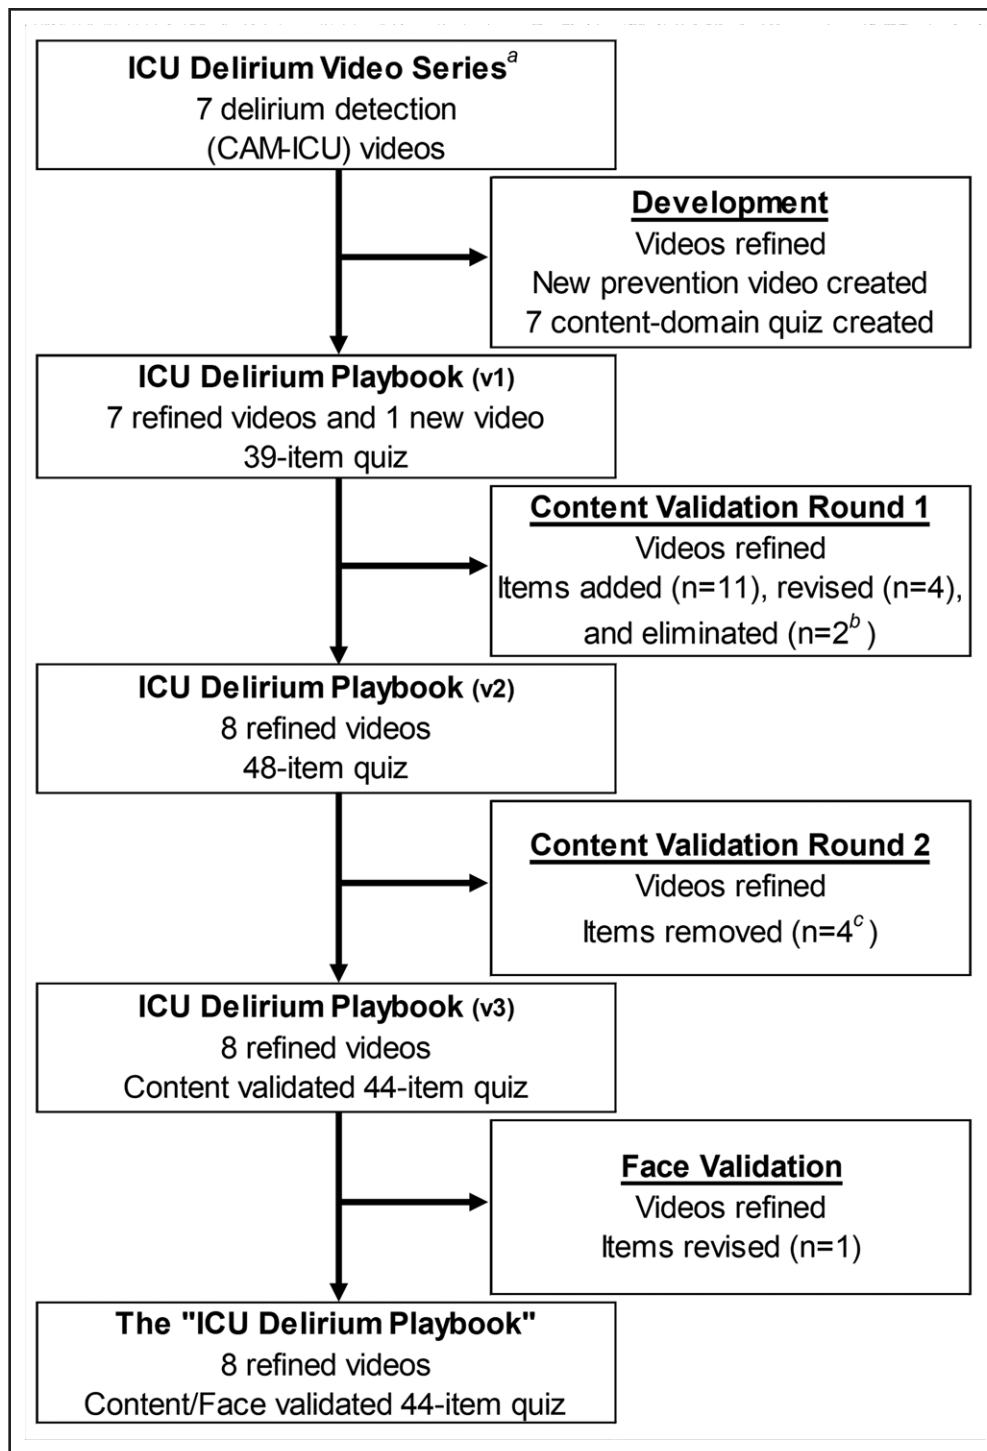 ICU Delirium Video Series^a
7 delirium detection
(CAM-ICU) videos
Development
Videos refined
New prevention video created
7 content-domain quiz created
ICU Delirium Playbook (v1)
7 refined videos and 1 new video
39-item quiz
Content Validation Round 1
Videos refined
Items added (n=11), revised (n=4),
and eliminated (n=2^b)
ICU Delirium Playbook (v2)
8 refined videos
48-item quiz
Content Validation Round 2
Videos refined
Items removed (n=4^c)
ICU Delirium Playbook (v3)
8 refined videos
Content validated 44-item quiz
Face Validation
Videos refined
Items revised (n=1)
The "ICU Delirium Playbook"
8 refined videos
Content/Face validated 44-item quiz